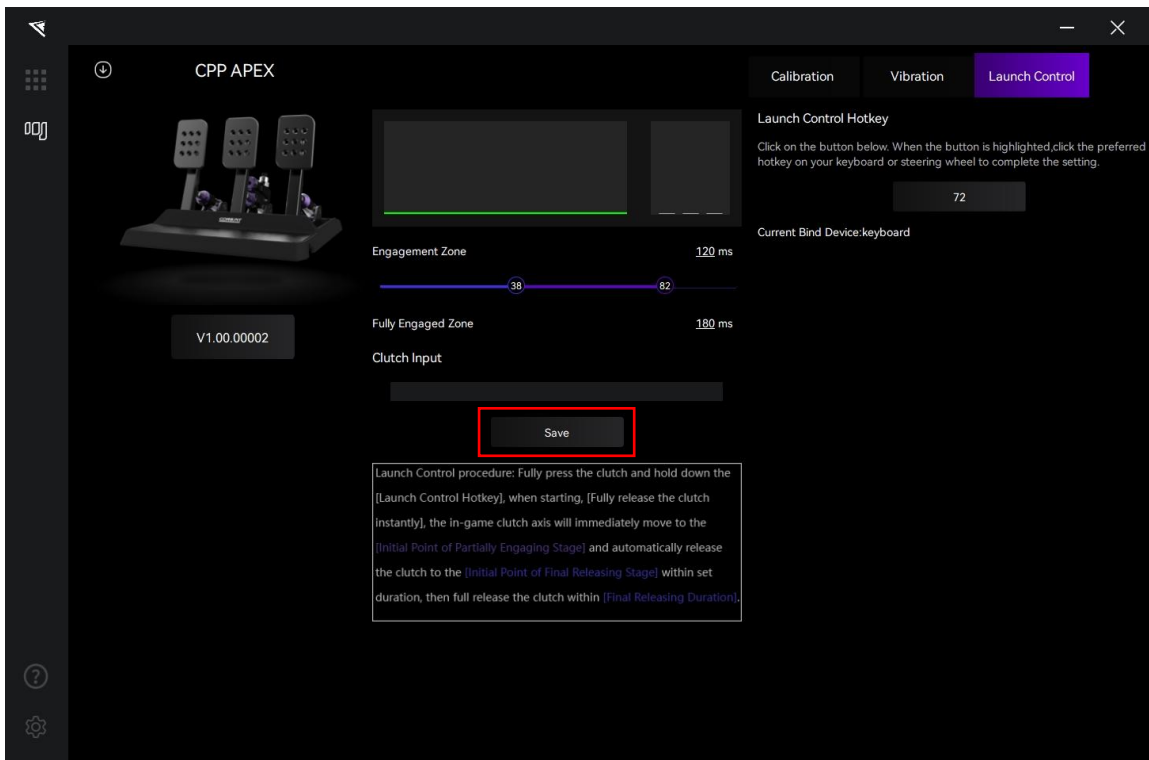 CPP APEX
V1.00.00002
Engagement Zone 120 ms
38 82
Fully Engaged Zone 180 ms
Clutch Input
Save
Launch Control procedure: Fully press the clutch and hold down the
[Launch Control Hotkey], when starting, [Fully release the clutch
instantly], the in-game clutch axis will immediately move to the
[Initial Point of Partially Engaging Stage] and automatically release
the clutch to the [Initial Point of Final Releasing Stage] within set
duration, then full release the clutch within [Final Releasing Duration].
Calibration Vibration Launch Control
Launch Control Hotkey
Click on the button below. When the button is highlighted,click the preferred
hotkey on your keyboard or steering wheel to complete the setting.
72
Current Bind Device:keyboard